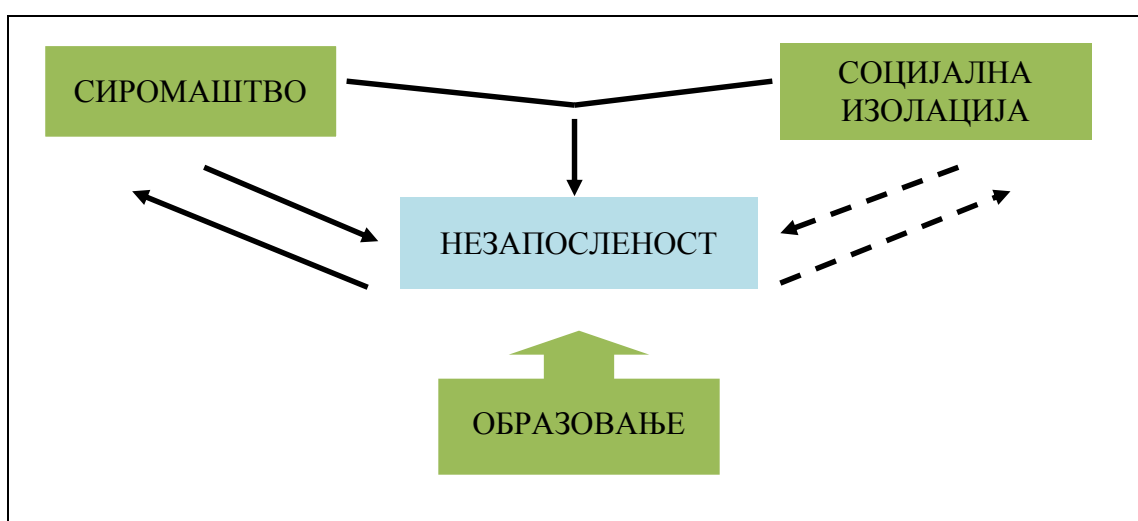 СИРОМАШТВО
СОЦИЈАЛНА
ИЗОЛАЦИЈА
НЕЗАПОСЛЕНОСТ
ОБРАЗОВАЊЕ